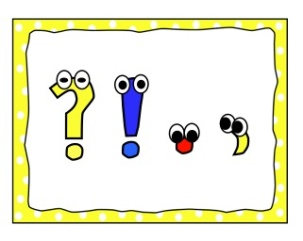 ? ! . ,